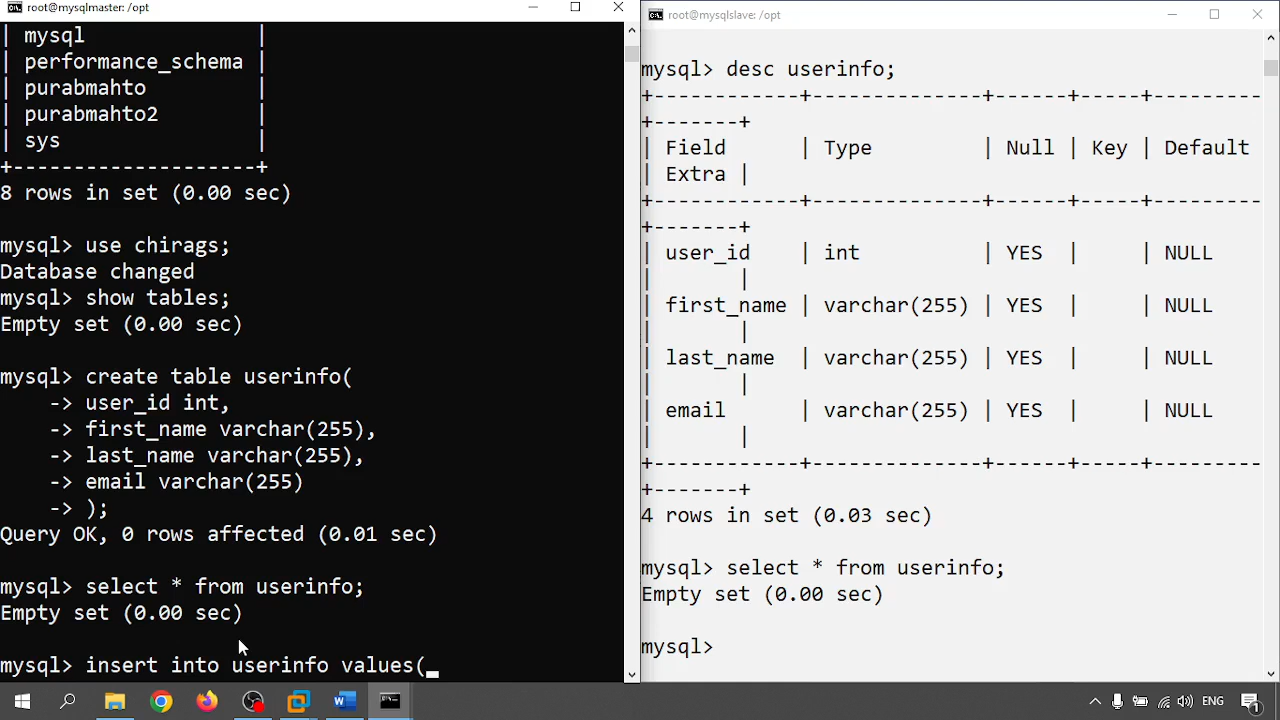 root@mysqlmaster: /opt
| mysql              |
| performance_schema |
| purabmahto         |
| purabmahto2        |
| sys                |
+--------------------+
8 rows in set (0.00 sec)
mysql> use chirags;
Database changed
mysql> show tables;
Empty set (0.00 sec)
mysql> create table userinfo(
    -> user_id int,
    -> first_name varchar(255),
    -> last_name varchar(255),
    -> email varchar(255)
    -> );
Query OK, 0 rows affected (0.01 sec)
mysql> select * from userinfo;
Empty set (0.00 sec)
mysql> insert into userinfo values(
root@mysqlslave: /opt
mysql> desc userinfo;
+------------+--------------+------+-----+---------
+-------+
| Field      | Type         | Null | Key | Default
| Extra |
+------------+--------------+------+-----+---------
+-------+
| user_id    | int          | YES  |     | NULL
|       |
| first_name | varchar(255) | YES  |     | NULL
|       |
| last_name  | varchar(255) | YES  |     | NULL
|       |
| email      | varchar(255) | YES  |     | NULL
|       |
+------------+--------------+------+-----+---------
+-------+
4 rows in set (0.03 sec)
mysql> select * from userinfo;
Empty set (0.00 sec)
mysql>
ENG
1